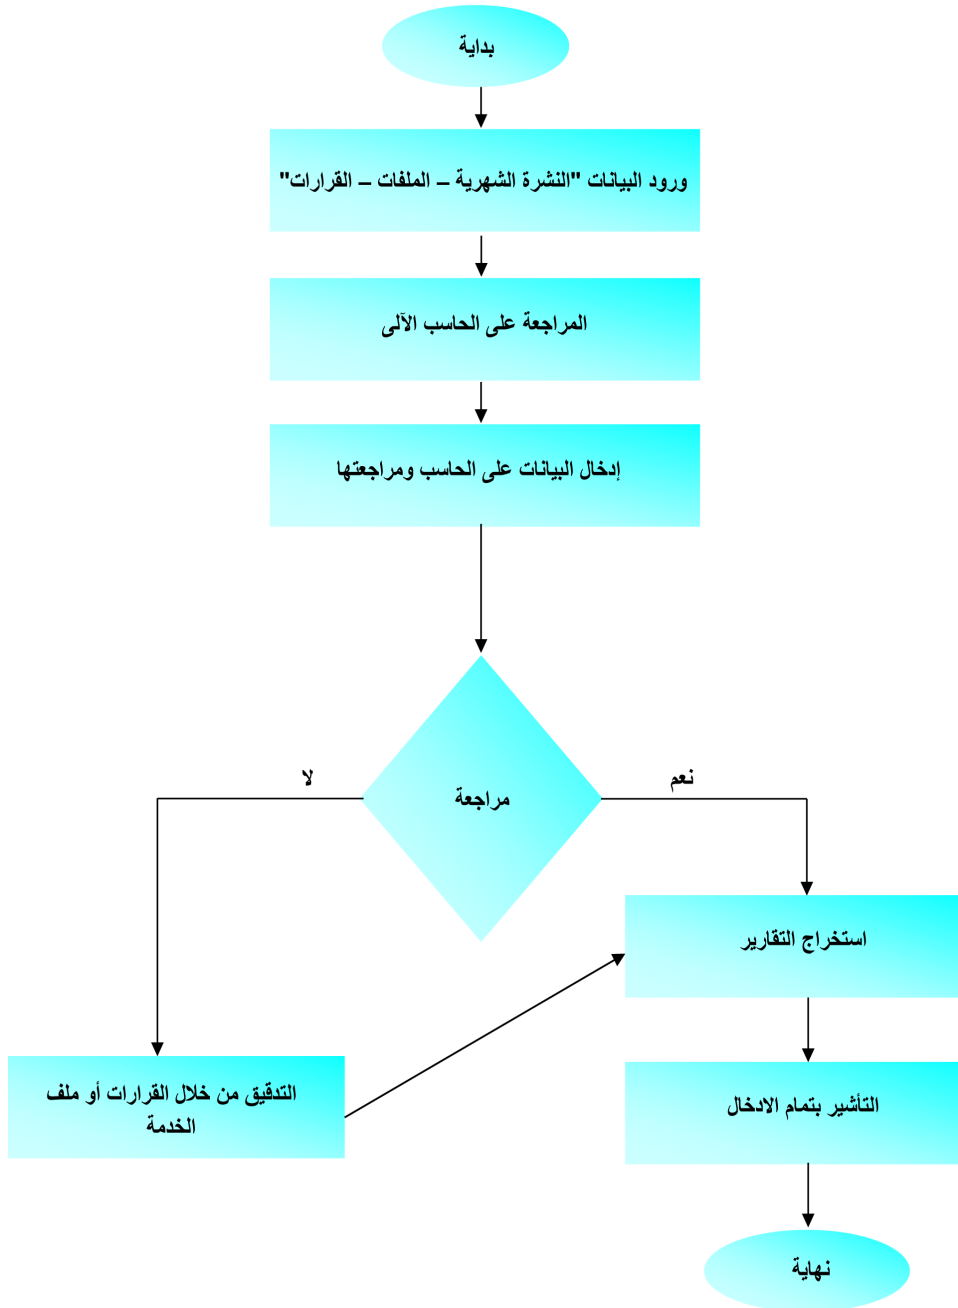 بداية
ورود البيانات "النشرة الشهرية – الملفات – القرارات"
المراجعة على الحاسب الآلى
إدخال البيانات على الحاسب ومراجعتها
مراجعة
نعم
لا
استخراج التقارير
التدقيق من خلال القرارات أو ملف
الخدمة
التأشير بتمام الادخال
نهاية